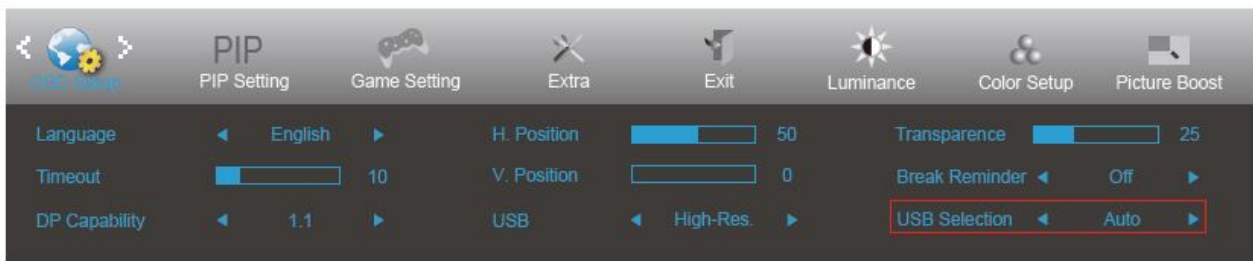 PIP
PIP Setting Game Setting Extra Exit Luminance Color Setup Picture Boost
Language English H. Position 50 Transparence 25
Timeout 10 V. Position 0 Break Reminder Off
DP Capability 1.1 USB High-Res. USB Selection Auto